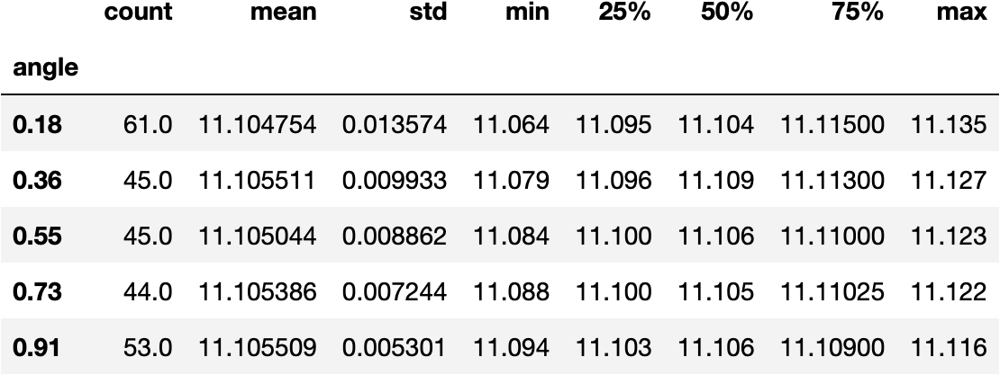 count mean std min 25% 50% 75% max
angle
0.18 61.0 11.104754 0.013574 11.064 11.095 11.104 11.11500 11.135
0.36 45.0 11.105511 0.009933 11.079 11.096 11.109 11.11300 11.127
0.55 45.0 11.105044 0.008862 11.084 11.100 11.106 11.11000 11.123
0.73 44.0 11.105386 0.007244 11.088 11.100 11.105 11.11025 11.122
0.91 53.0 11.105509 0.005301 11.094 11.103 11.106 11.10900 11.116